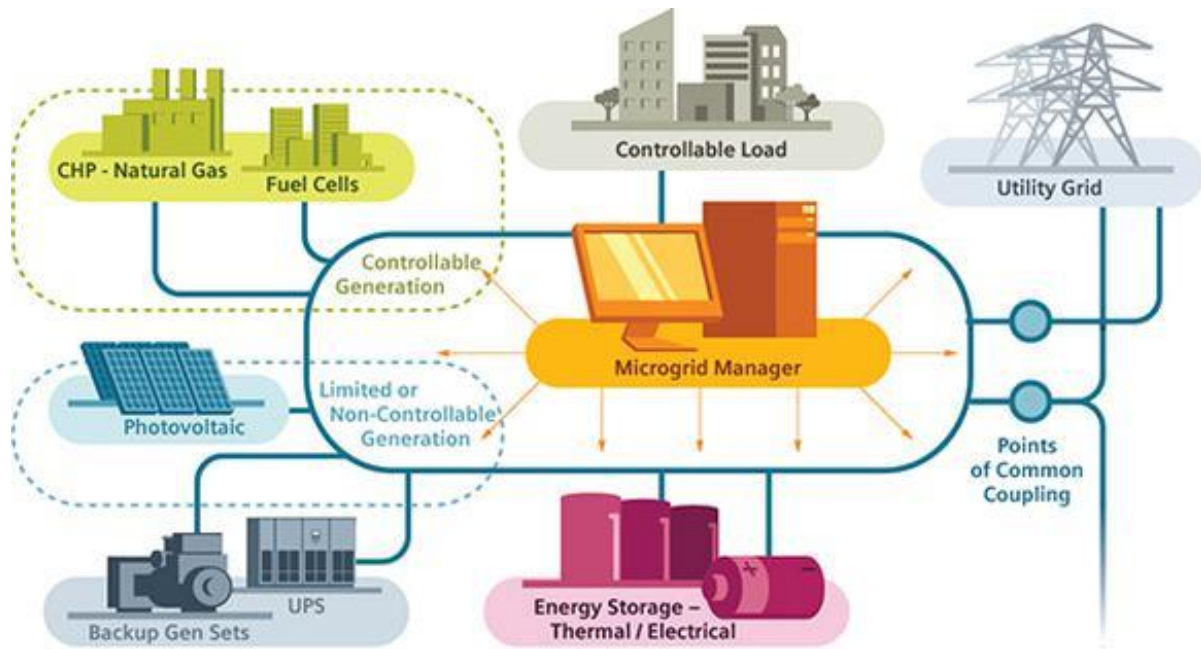 CHP - Natural Gas
Fuel Cells
Controllable Load
Utility Grid
Controllable
Generation
Microgrid Manager
Limited or
Non-Controllable
Generation
Photovoltaic
Points
of Common
Coupling
UPS
Backup Gen Sets
Energy Storage –
Thermal / Electrical